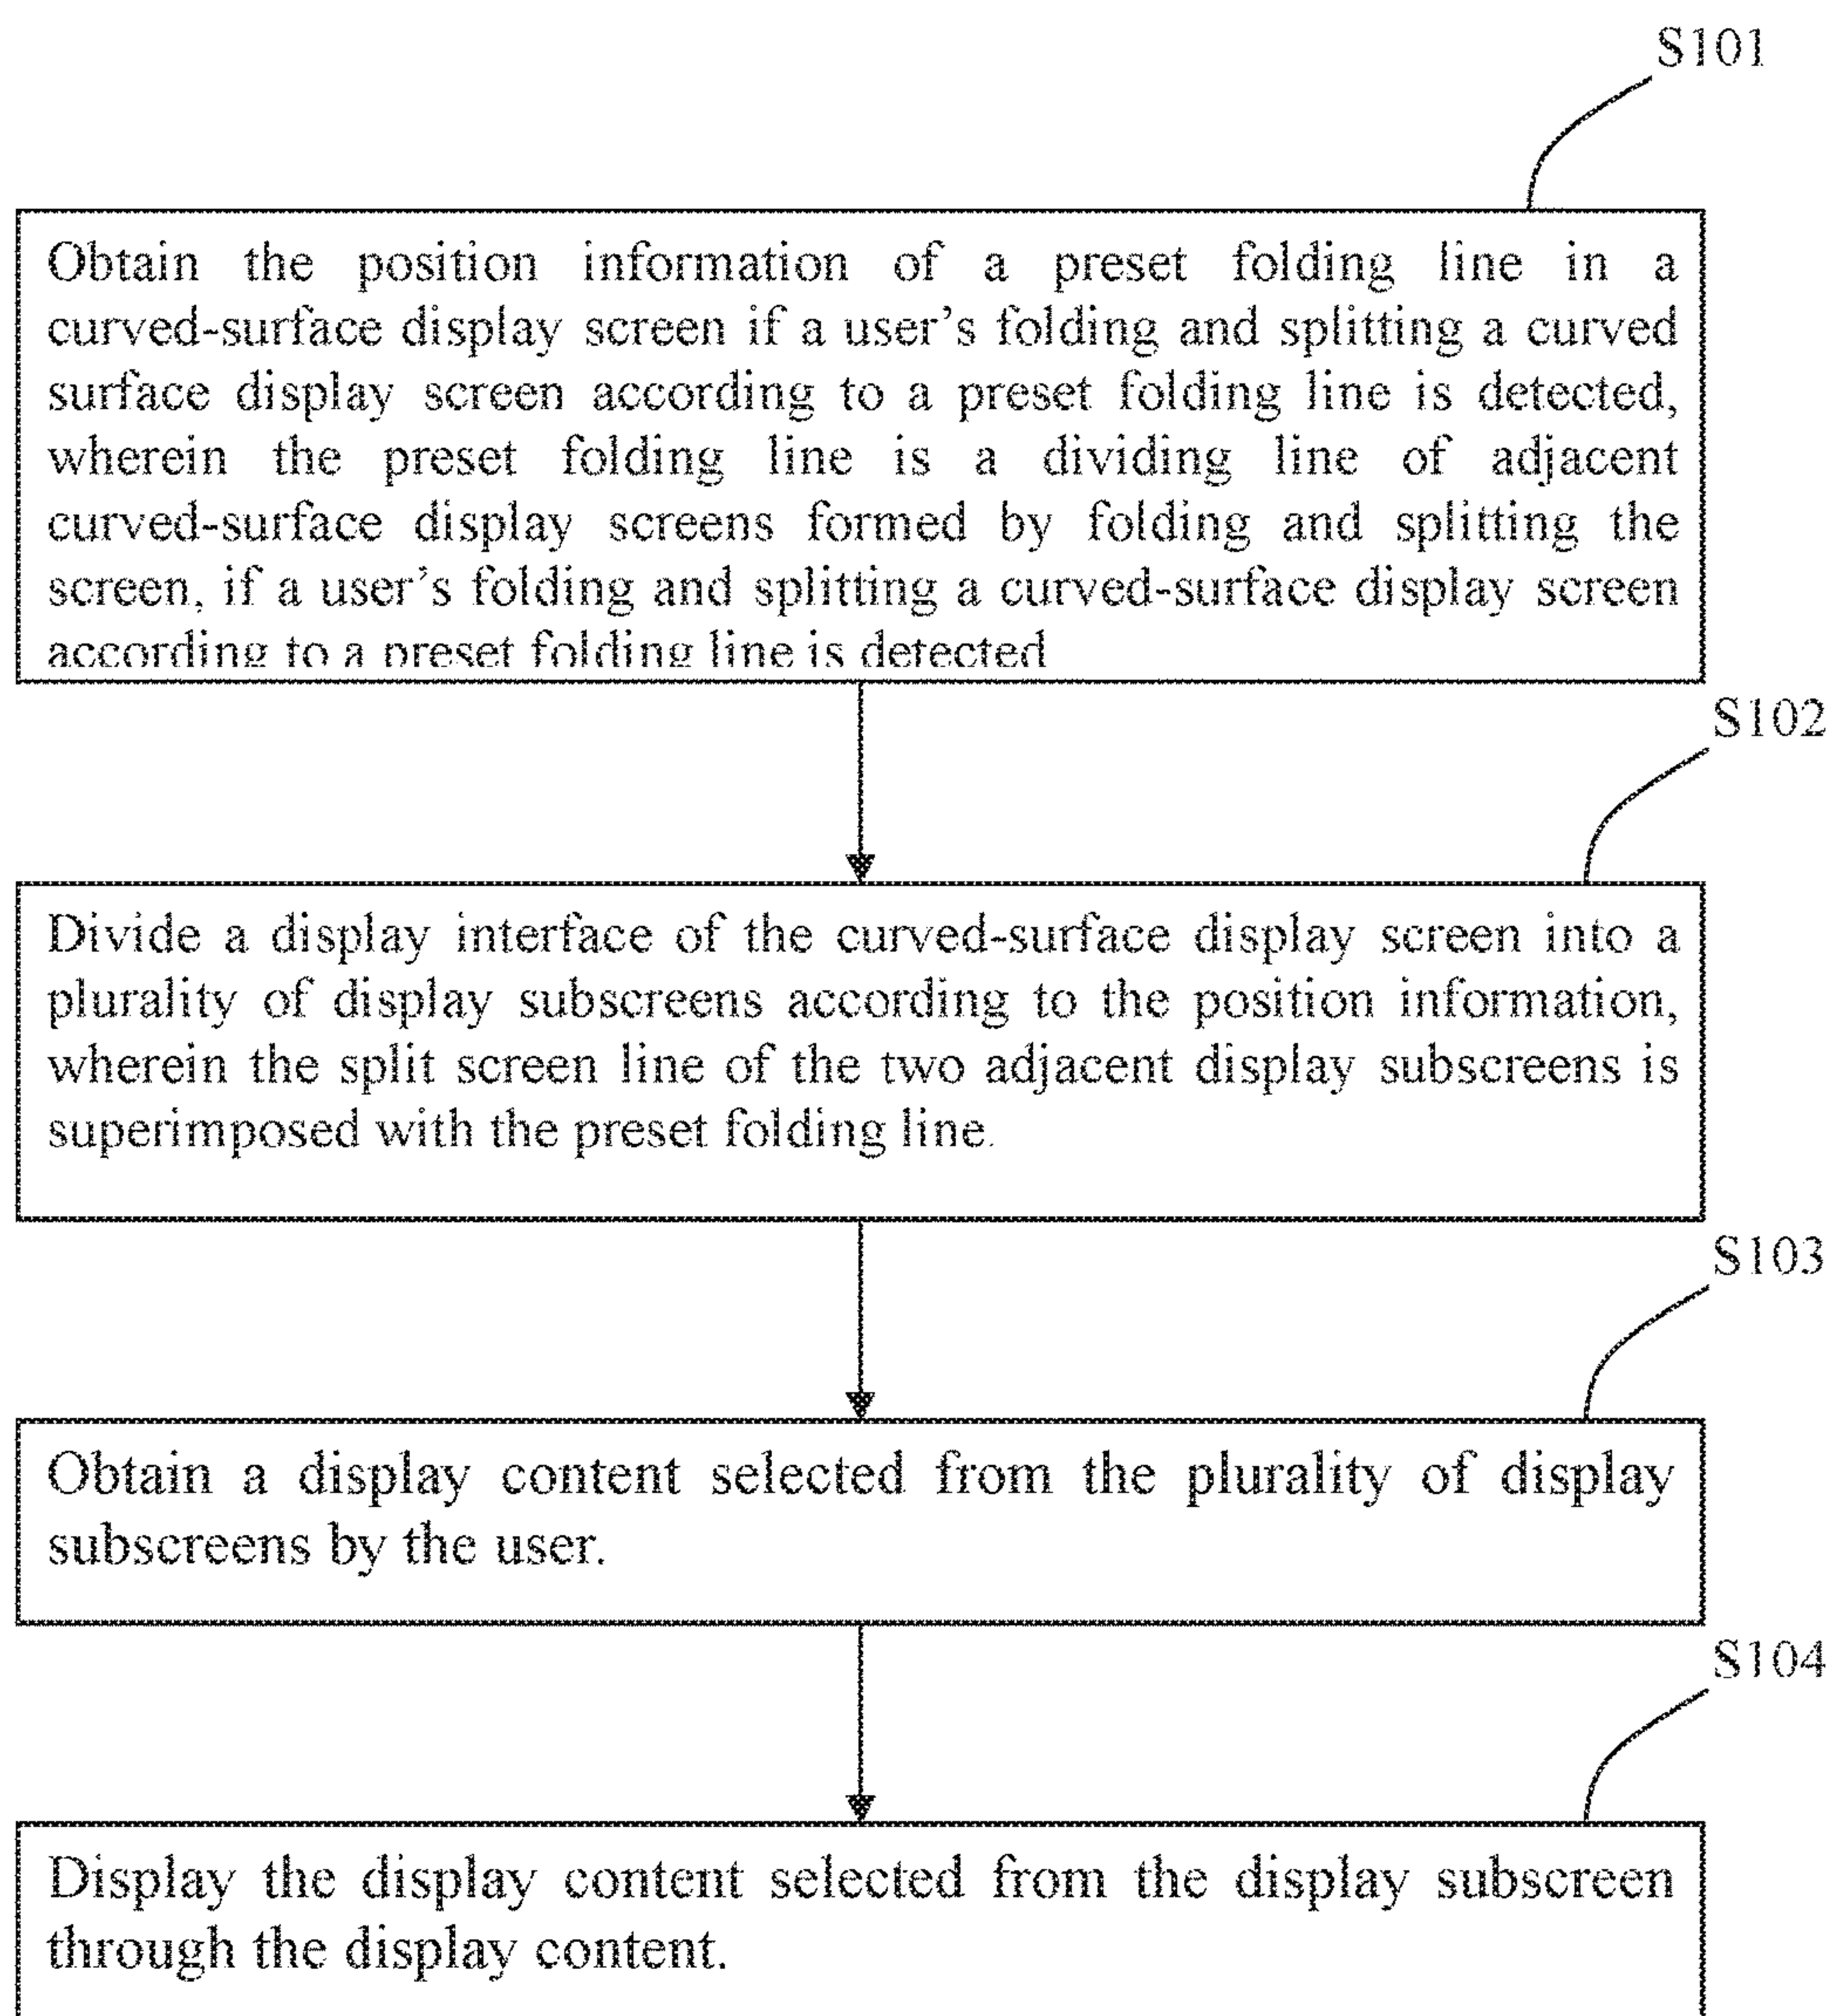 S101
Obtain the position information of a preset folding line in a
curved-surface display screen if a user's folding and splitting a curved
surface display screen according to a preset folding line is detected,
wherein the preset folding line is a dividing line of adjacent
curved-surface display screens formed by folding and splitting the
screen, if a user's folding and splitting a curved-surface display screen
according to a preset folding line is detected
S102
Divide a display interface of the curved-surface display screen into a
plurality of display subscreens according to the position information,
wherein the split screen line of the two adjacent display subscreens is
superimposed with the preset folding line.
S103
Obtain a display content selected from the plurality of display
subscreens by the user.
S104
Display the display content selected from the display subscreen
through the display content.